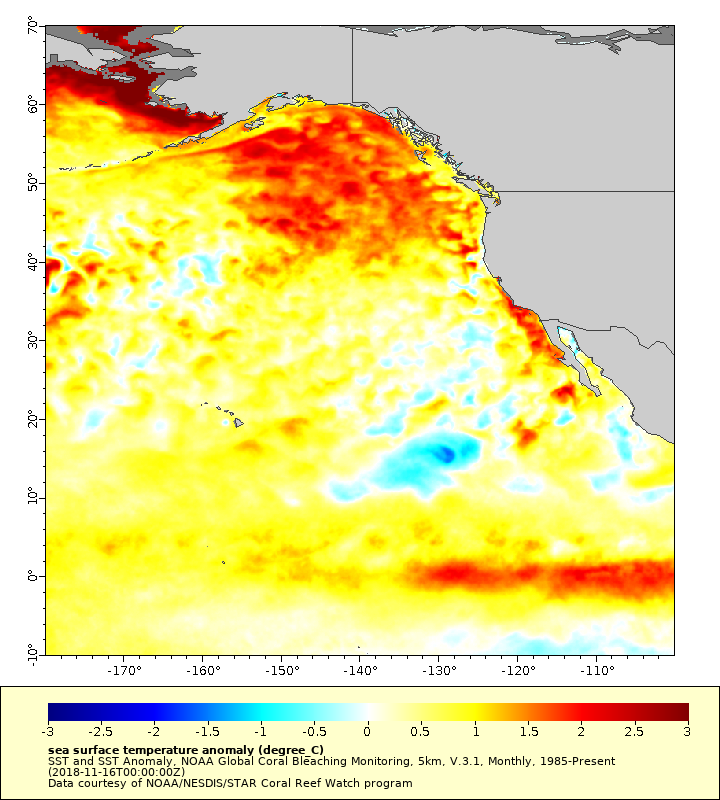 70°
60°
50°
40°
30°
20°
10°
0°
-10°
-170° -160° -150° -140° -130° -120° -110°
-3 -2.5 -2 -1.5 -1 -0.5 0 0.5 1 1.5 2 2.5 3
sea surface temperature anomaly (degree_C)
SST and SST Anomaly, NOAA Global Coral Bleaching Monitoring, 5km, V.3.1, Monthly, 1985-Present
(2018-11-16T00:00:00Z)
Data courtesy of NOAA/NESDIS/STAR Coral Reef Watch program